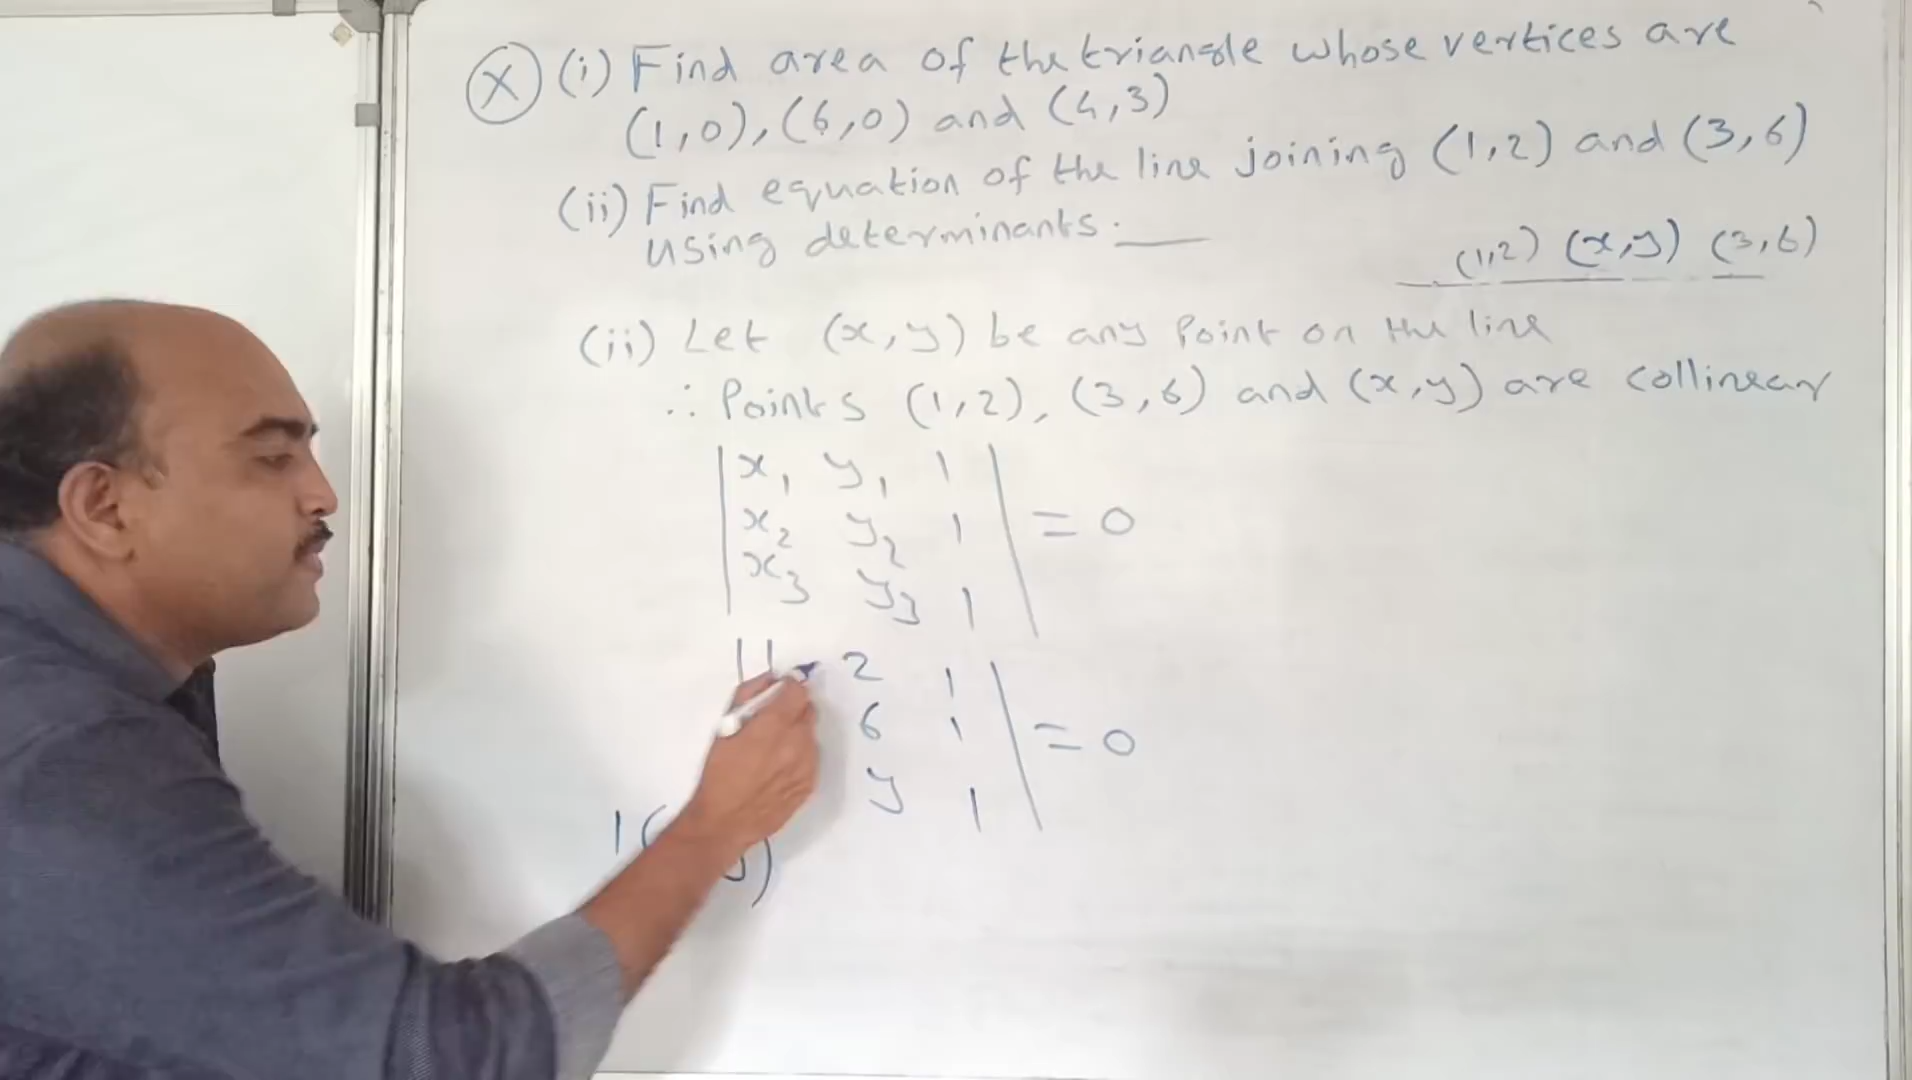 X (i) Find area of the triangle whose vertices are
(1,0), (6,0) and (4,3)
(ii) Find equation of the line joining (1,2) and (3,6)
using determinants.
(1,2) (x,y) (3,6)
(ii) Let (x,y) be any point on the line
∴ Points (1,2), (3,6) and (x,y) are collinear
| x₁ y₁ 1 |
| x₂ y₂ 1 | = 0
| x₃ y₃ 1 |
| 1 2 1 |
6 1 | = 0
y 1 |
1( )